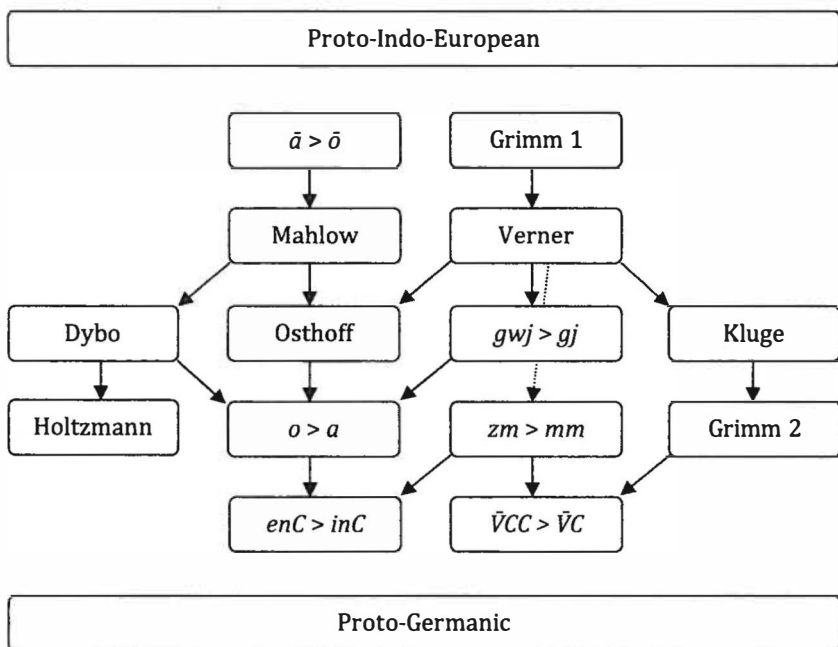 Proto-Indo-European
ā > ō
Grimm 1
Mahlow
Verner
Dybo
Osthoff
gwj > gj
Kluge
Holtzmann
o > a
zm > mm
Grimm 2
enC > inC
V̄CC > V̄C
Proto-Germanic